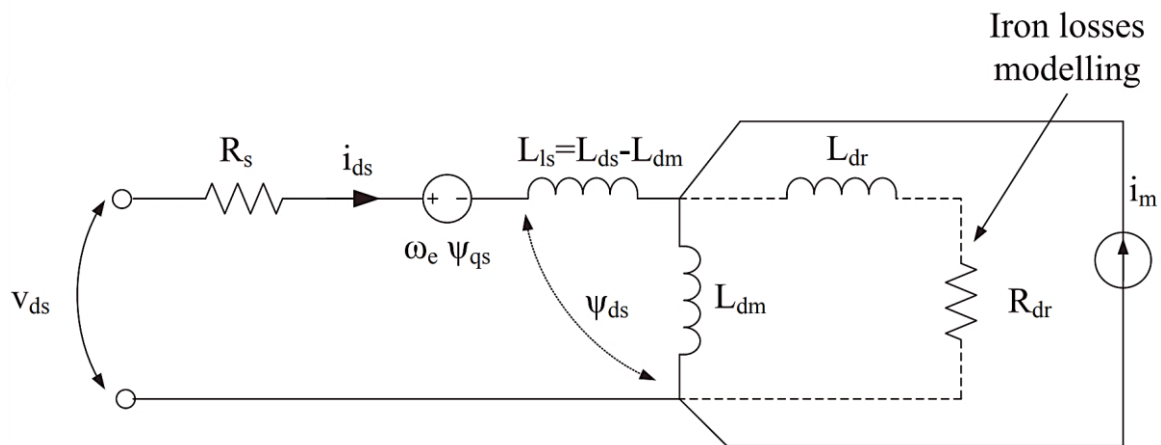 Iron losses
modelling
R_s
i_ds
L_ls=L_ds-L_dm
L_dr
i_m
+ -
ω_e ψ_qs
v_ds
ψ_ds
L_dm
R_dr